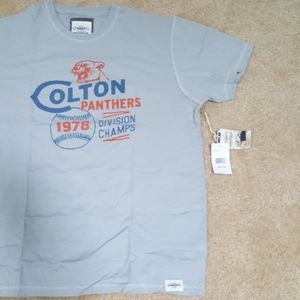 COLTON
PANTHERS
1978
DIVISION
CHAMPS